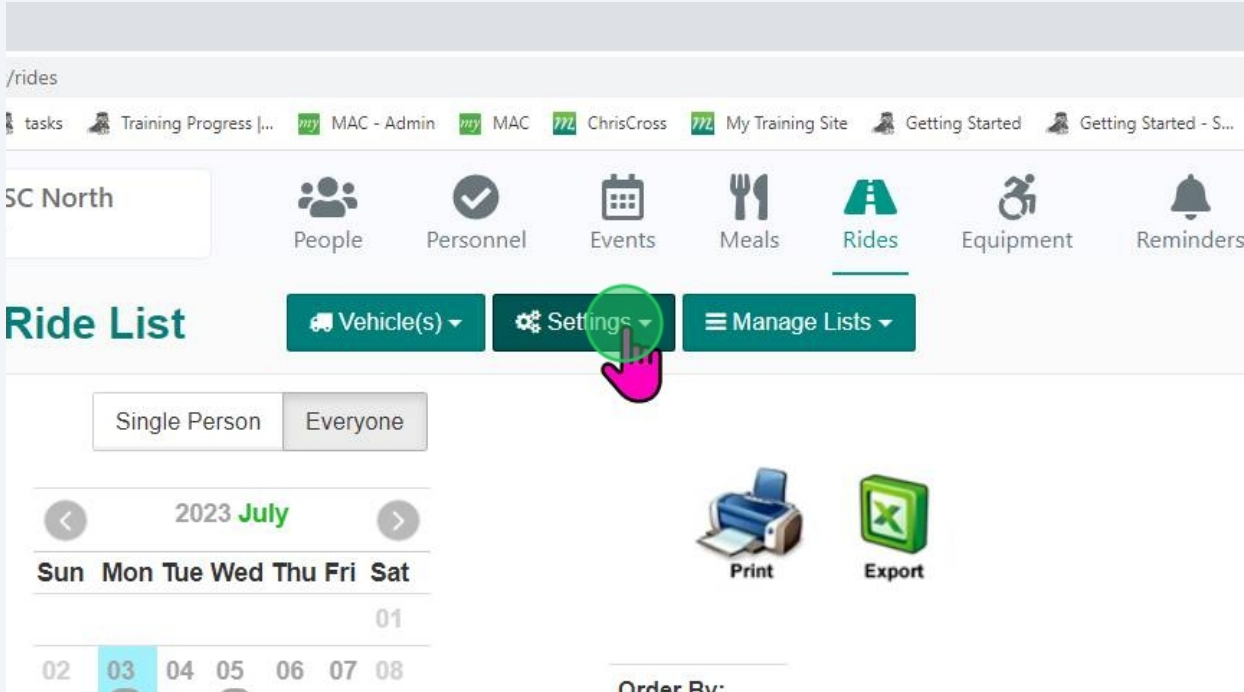 /rides
tasks Training Progress |... my MAC - Admin my MAC m ChrisCross m My Training Site Getting Started Getting Started - S...
SC North
People Personnel Events Meals Rides Equipment Reminders
Ride List Vehicle(s) Settings Manage Lists
Single Person Everyone
2023 July
Sun Mon Tue Wed Thu Fri Sat
Print Export
01
02 03 04 05 06 07 08
Order By: